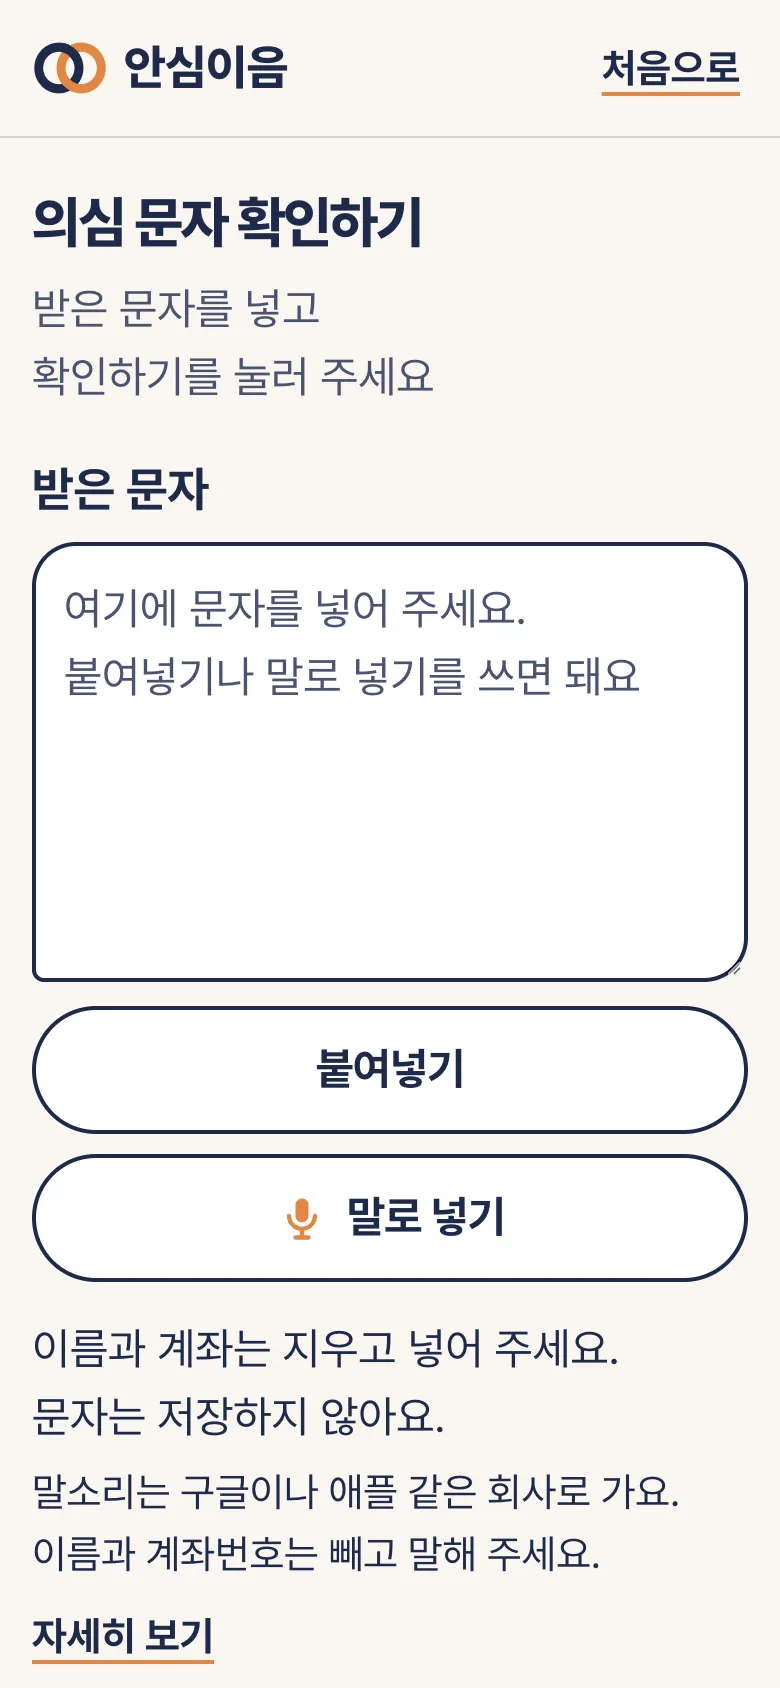 안심이음
처음으로
의심 문자 확인하기
받은 문자를 넣고
확인하기를 눌러 주세요
받은 문자
여기에 문자를 넣어 주세요.
붙여넣기나 말로 넣기를 쓰면 돼요
붙여넣기
말로 넣기
이름과 계좌는 지우고 넣어 주세요.
문자는 저장하지 않아요.
말소리는 구글이나 애플 같은 회사로 가요.
이름과 계좌번호는 빼고 말해 주세요.
자세히 보기